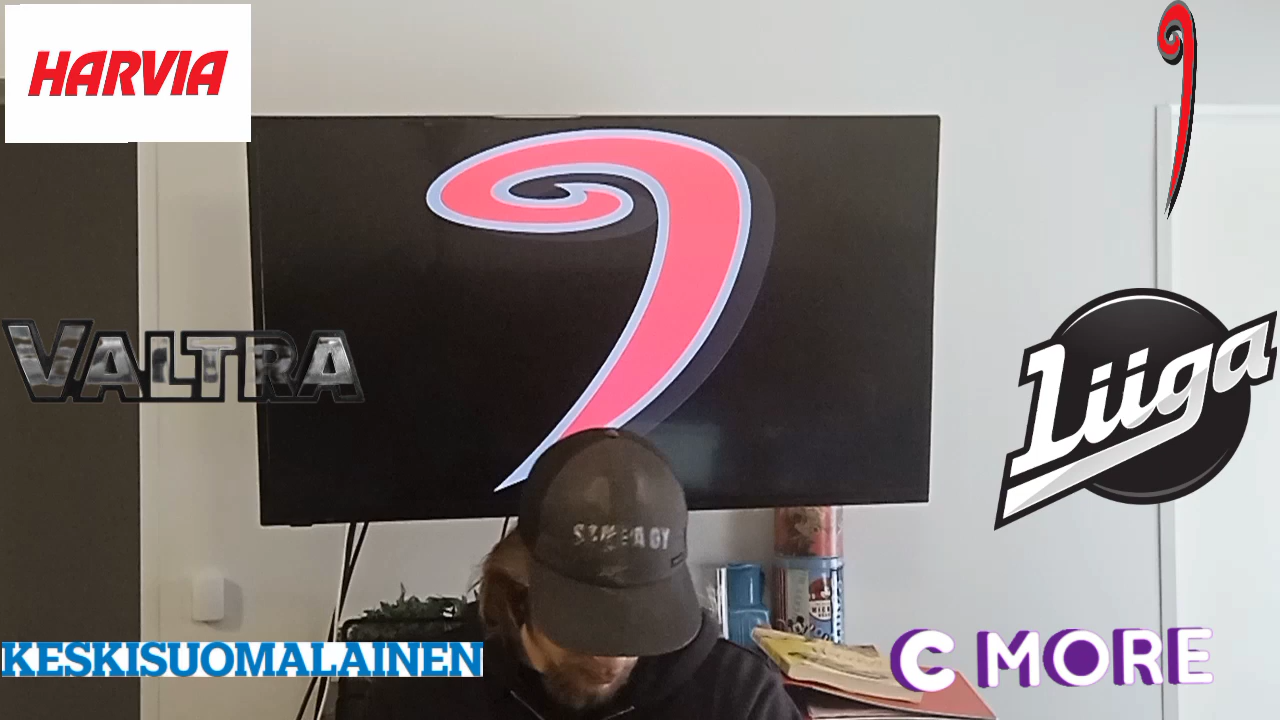 HARVIA
VALTRA
Liiga
KESKISUOMALAINEN
C MORE